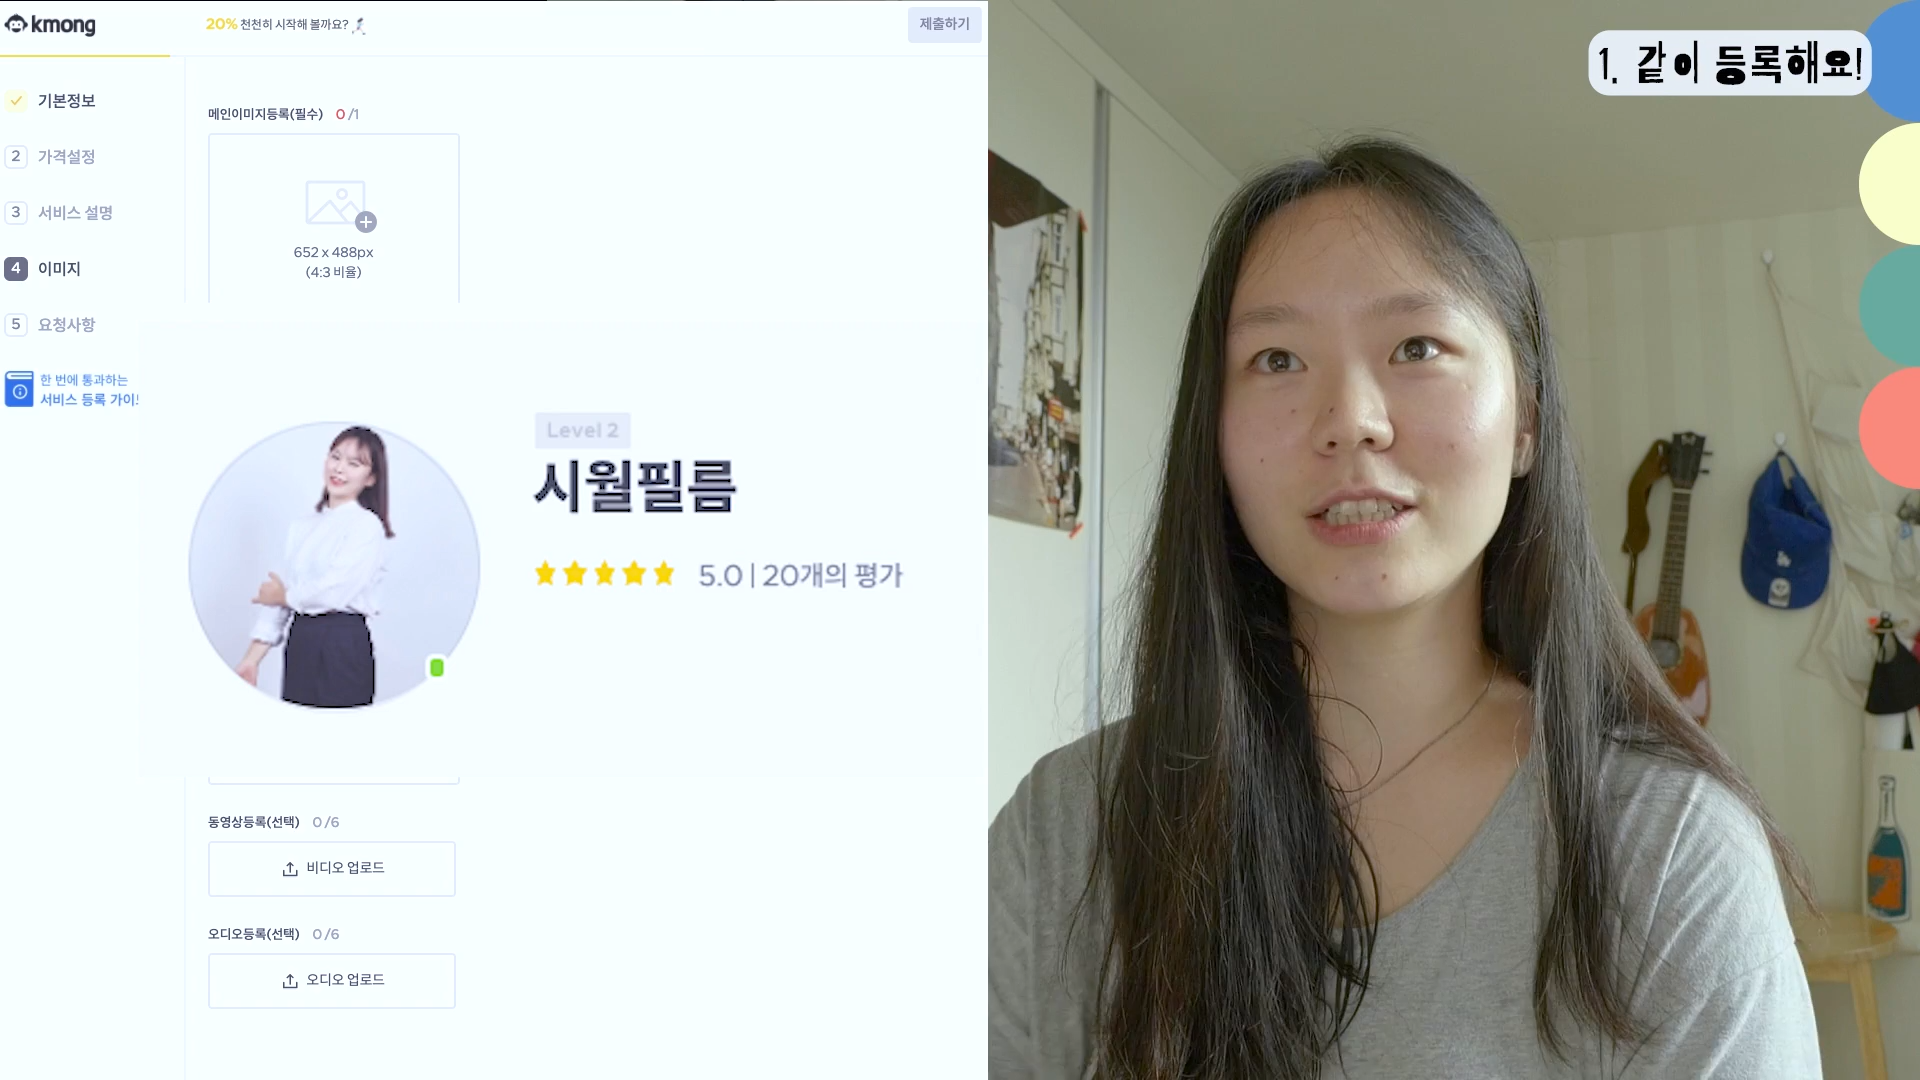 kmong
20% 천천히 시작해 볼까요?
제출하기
1. 같이 등록해요!
기본정보
2 가격설정
3 서비스 설명
4 이미지
5 요청사항
한 번에 통과하는
서비스 등록 가이드
메인이미지등록(필수) 0/1
652 x 488px
(4:3 비율)
Level 2
시월필름
5.0 | 20개의 평가
동영상등록(선택) 0/6
비디오 업로드
오디오등록(선택) 0/6
오디오 업로드